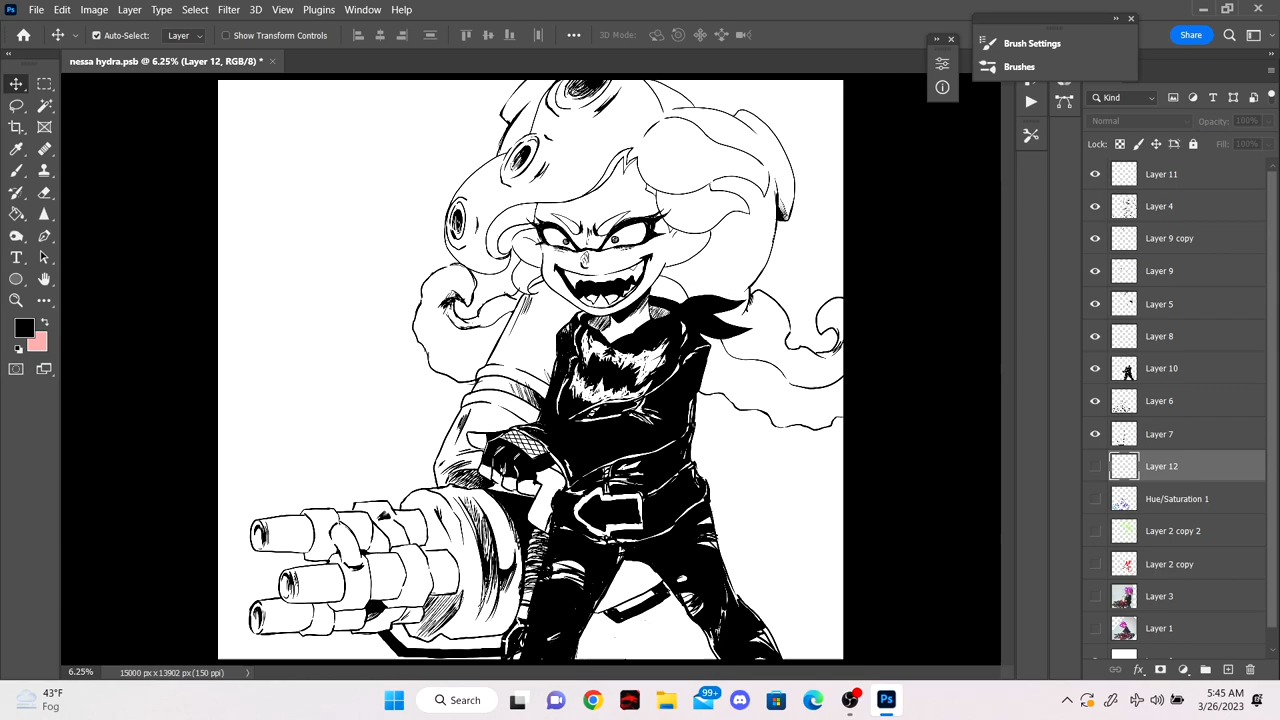 File Edit Image Layer Type Select Filter 3D View Plugins Window Help
Auto-Select: Layer Show Transform Controls 3D Mode: Share
nessa hydra.psb @ 6.25% (Layer 12, RGB/8) *
Brush Settings
Brushes
Kind
Normal Opacity: 100%
Lock: Fill: 100%
Layer 11
Layer 4
Layer 9 copy
Layer 9
Layer 5
Layer 8
Layer 10
Layer 6
Layer 7
Layer 12
Hue/Saturation 1
Layer 2 copy 2
Layer 2 copy
Layer 3
Layer 1
6.25% 15000 px x 13902 px (150 ppi)
43°F
Fog
Search
99+
Ps
5:45 AM
3/26/2023